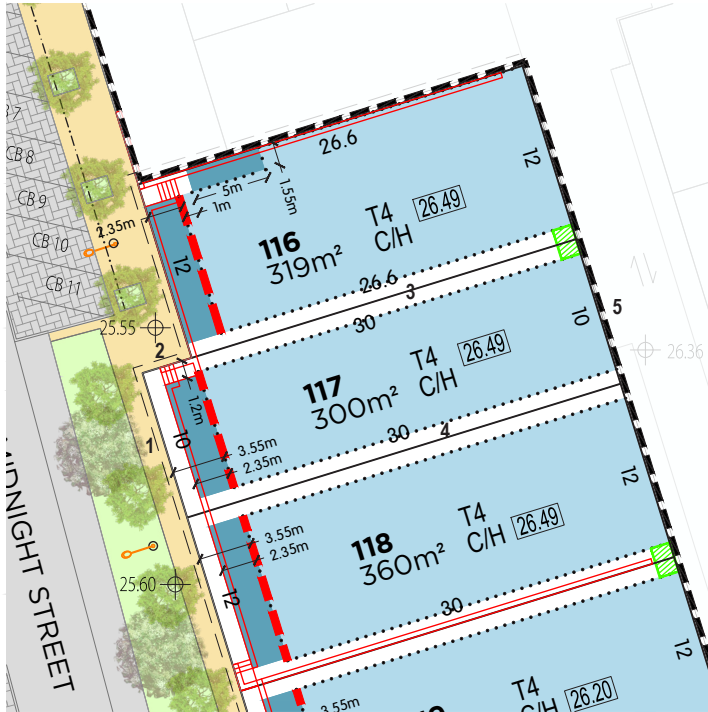 26.6
12
CB 8
CB 9
CB 10
CB 11
2.35m
5m
1m
1.55m
12
116
319m²
T4
C/H
26.49
26.6
3
30
5
10
25.55
2
26.36
1.2m
117
300m²
T4
C/H
26.49
1
10
30
4
3.55m
2.35m
12
MIDNIGHT STREET
118
360m²
T4
C/H
26.49
3.55m
2.35m
12
25.60
30
12
T4
C/H
26.20
3.55m